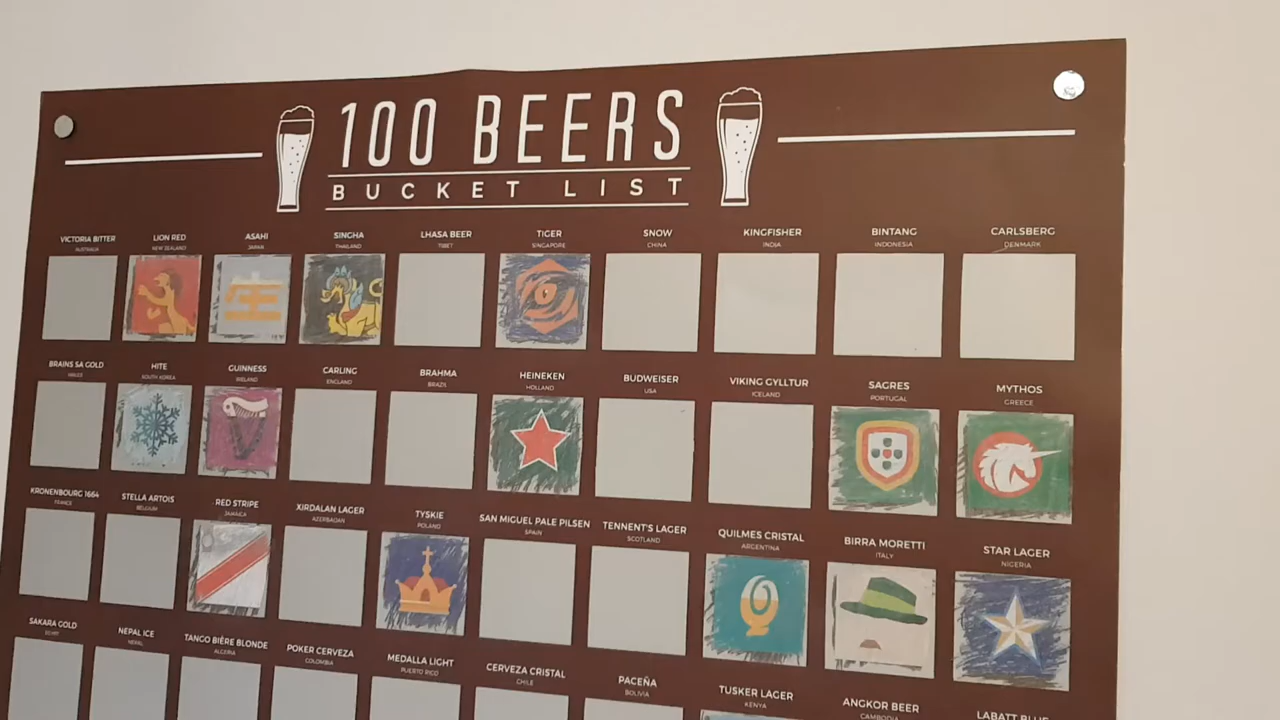 100 BEERS
BUCKET LIST
VICTORIA BITTER LION RED ASAHI SINGHA LHASA BEER TIGER SNOW KINGFISHER BINTANG CARLSBERG
AUSTRALIA NEW ZEALAND JAPAN THAILAND TIBET SINGAPORE CHINA INDIA INDONESIA DENMARK
BRAINS SA GOLD HITE GUINNESS CARLING BRAHMA HEINEKEN BUDWEISER VIKING GYLLTUR SAGRES MYTHOS
WALES SOUTH KOREA IRELAND ENGLAND BRAZIL HOLLAND USA ICELAND PORTUGAL GREECE
KRONENBOURG 1664 STELLA ARTOIS RED STRIPE XIRDALAN LAGER TYSKIE SAN MIGUEL PALE PILSEN TENNENT'S LAGER QUILMES CRISTAL BIRRA MORETTI STAR LAGER
FRANCE BELGIUM JAMAICA AZERBAIJAN POLAND SPAIN SCOTLAND ARGENTINA ITALY NIGERIA
SAKARA GOLD NEPAL ICE TANGO BIÈRE BLONDE POKER CERVEZA MEDALLA LIGHT CERVEZA CRISTAL PACEÑA TUSKER LAGER ANGKOR BEER LABATT BLUE
EGYPT NEPAL ALGERIA COLOMBIA PUERTO RICO CHILE BOLIVIA KENYA CAMBODIA